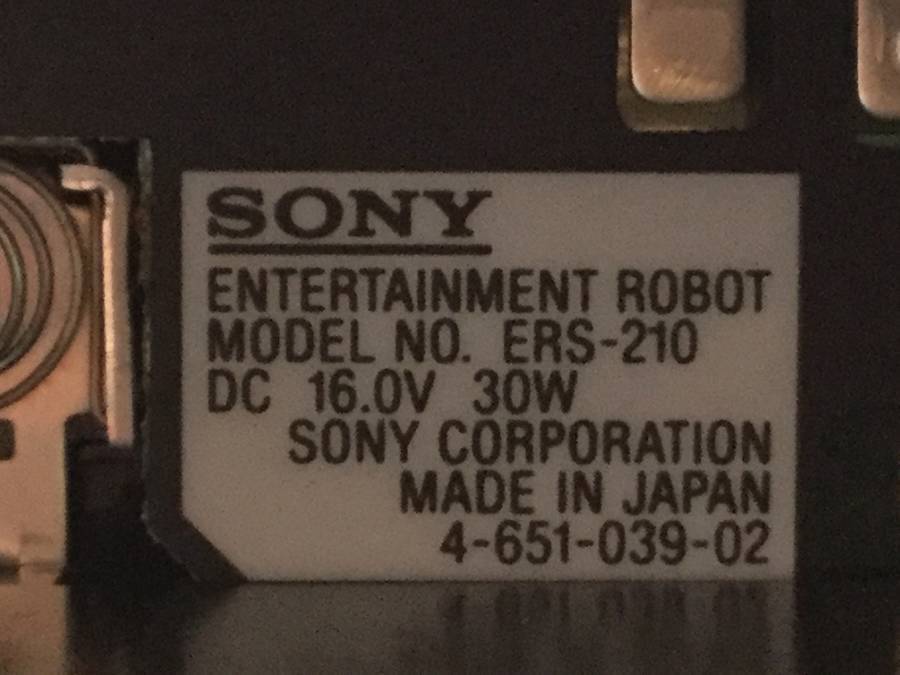 SONY
ENTERTAINMENT ROBOT
MODEL NO. ERS-210
DC 16.0V 30W
SONY CORPORATION
MADE IN JAPAN
4-651-039-02